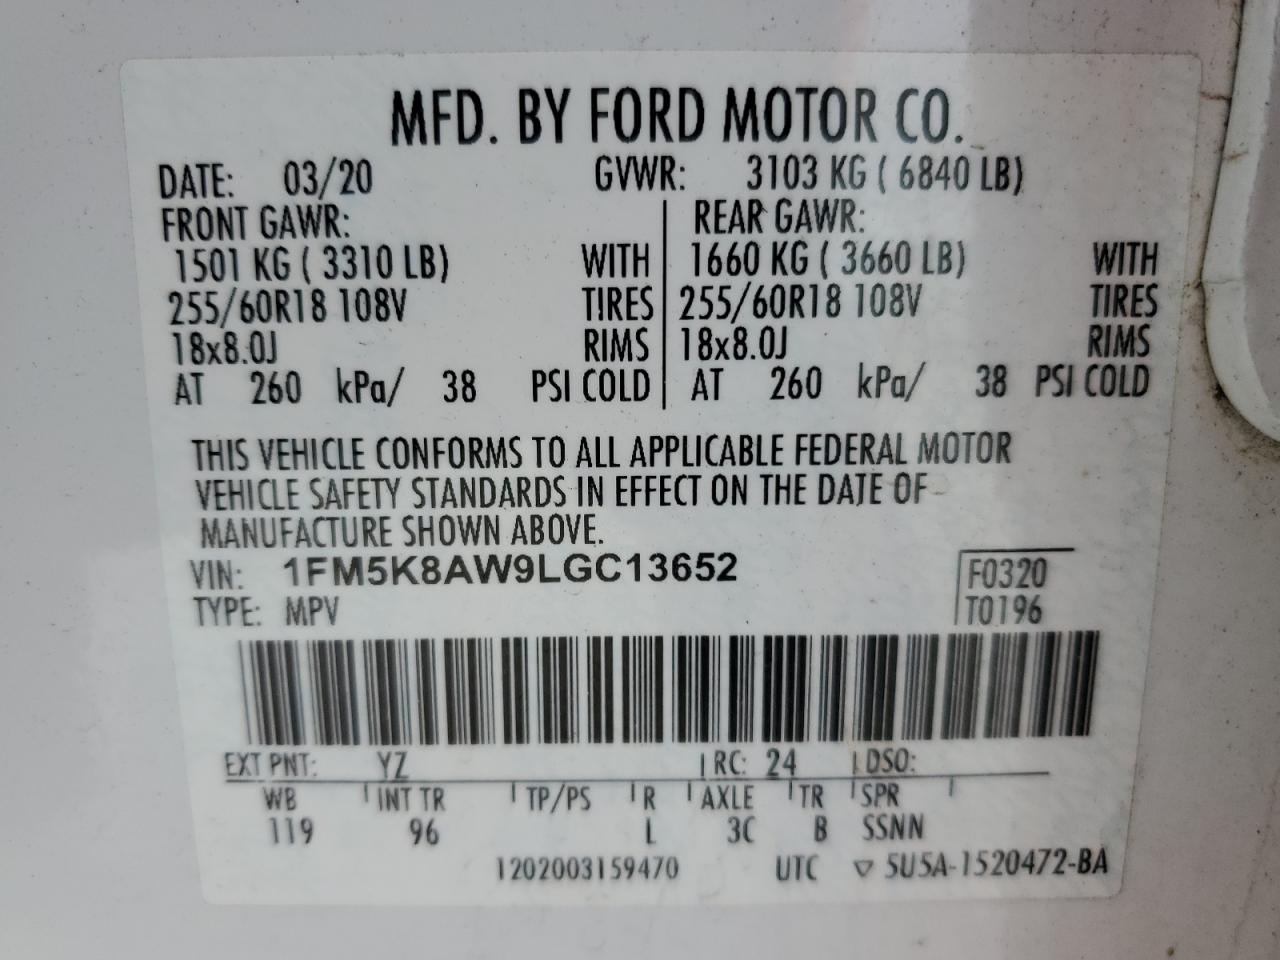 MFD. BY FORD MOTOR CO.
DATE: 03/20 GVWR: 3103 KG ( 6840 LB)
FRONT GAWR: REAR GAWR:
1501 KG ( 3310 LB) WITH 1660 KG ( 3660 LB) WITH
255/60R18 108V TIRES 255/60R18 108V TIRES
18x8.0J RIMS 18x8.0J RIMS
AT 260 kPa/ 38 PSI COLD AT 260 kPa/ 38 PSI COLD
THIS VEHICLE CONFORMS TO ALL APPLICABLE FEDERAL MOTOR
VEHICLE SAFETY STANDARDS IN EFFECT ON THE DATE OF
MANUFACTURE SHOWN ABOVE.
VIN: 1FM5K8AW9LGC13652 F0320
TYPE: MPV T0196
EXT PNT: YZ RC: 24 DSO:
WB INT TR TP/PS R AXLE TR SPR
119 96 L 3C B SSNN
1202003159470 UTC ▽ 5U5A-1520472-BA